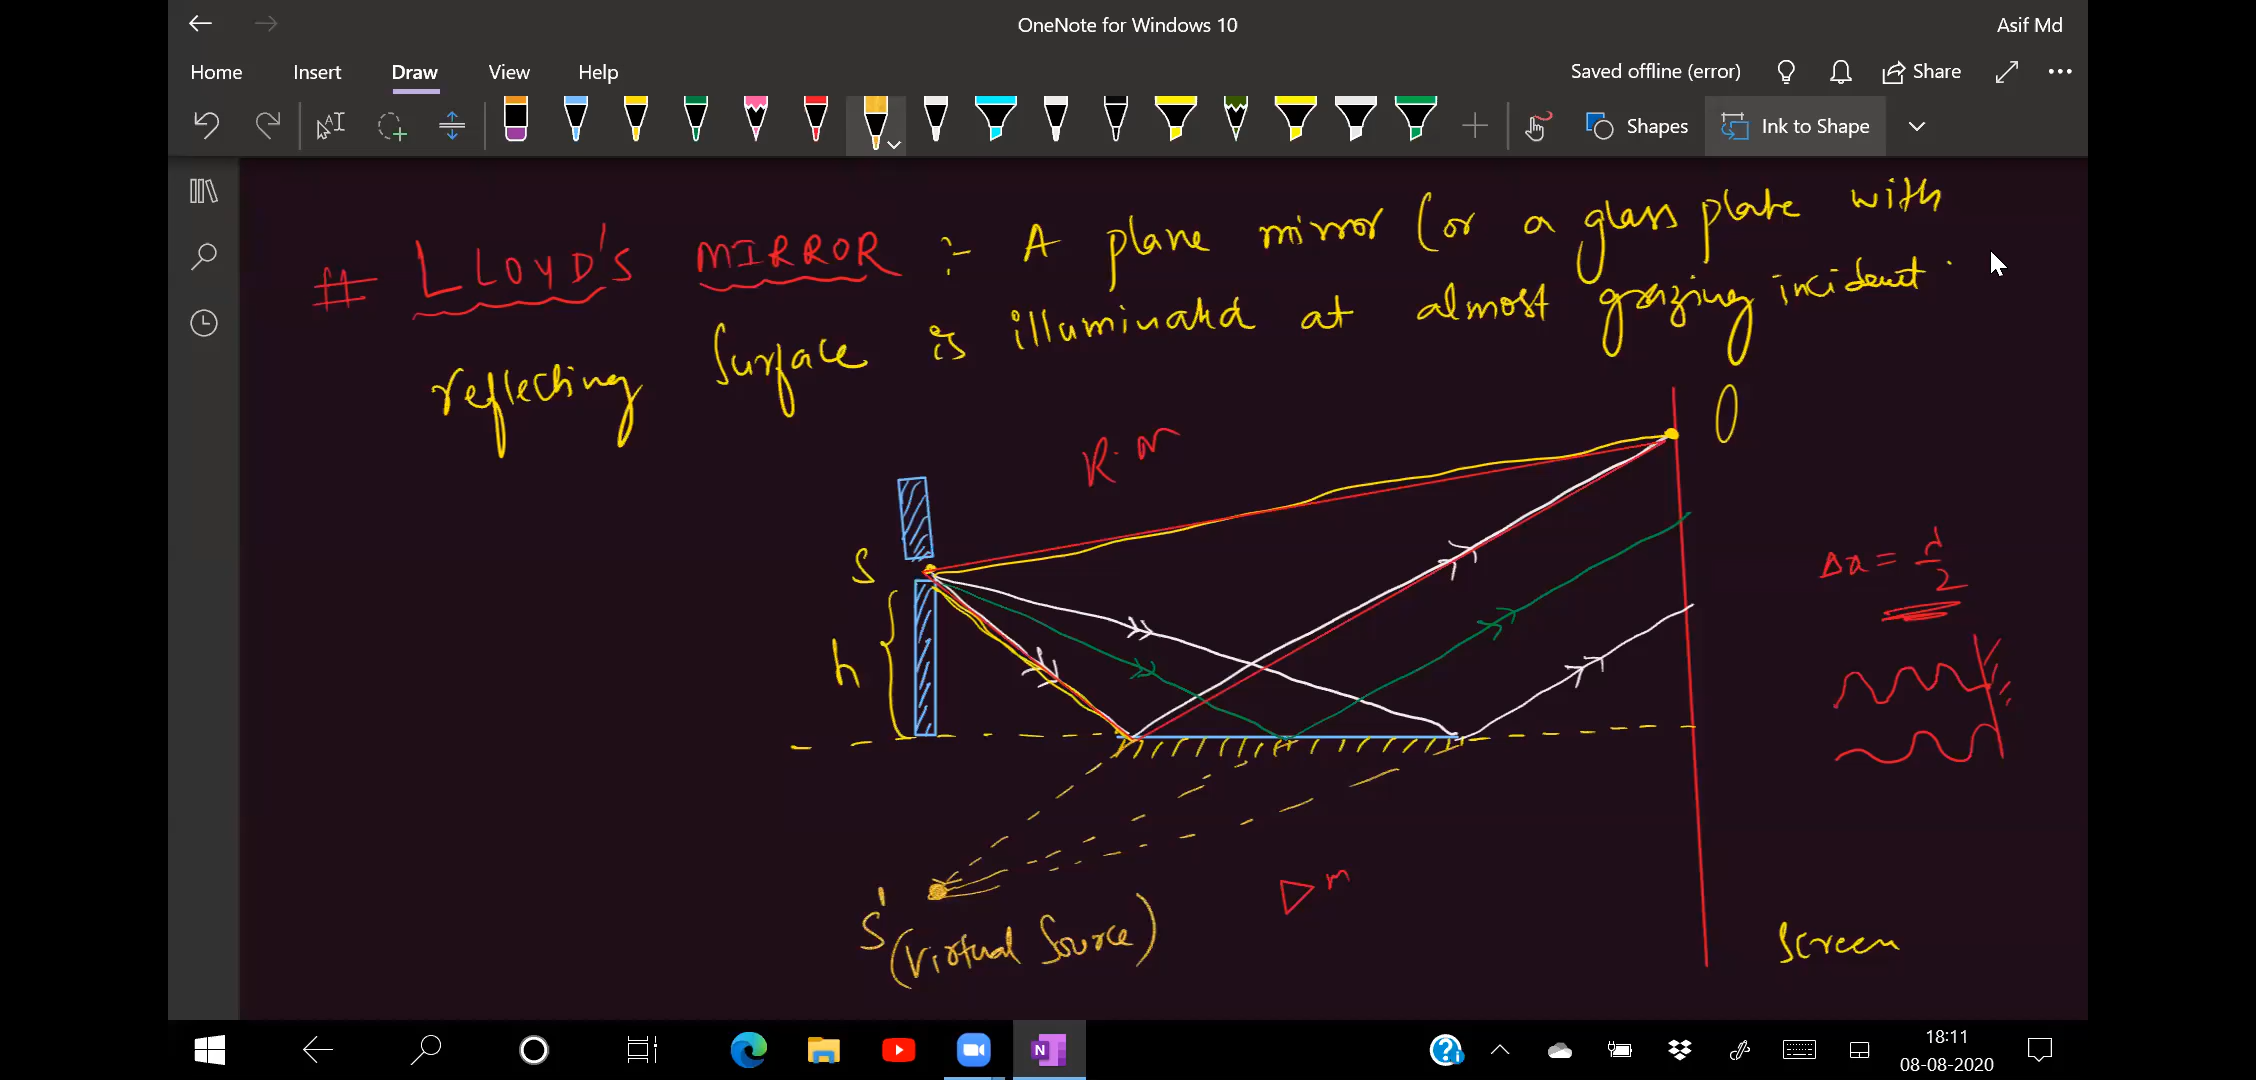 OneNote for Windows 10
Asif Md
Home Insert Draw View Help
Saved offline (error)
Share
Shapes
Ink to Shape
# LLOYD'S MIRROR :- A plane mirror (or a glass plate with
reflecting surface is illuminated at almost grazing incident.
S
h
Δx = λ/2
S'
(Virtual Source)
Screen
18:11
08-08-2020